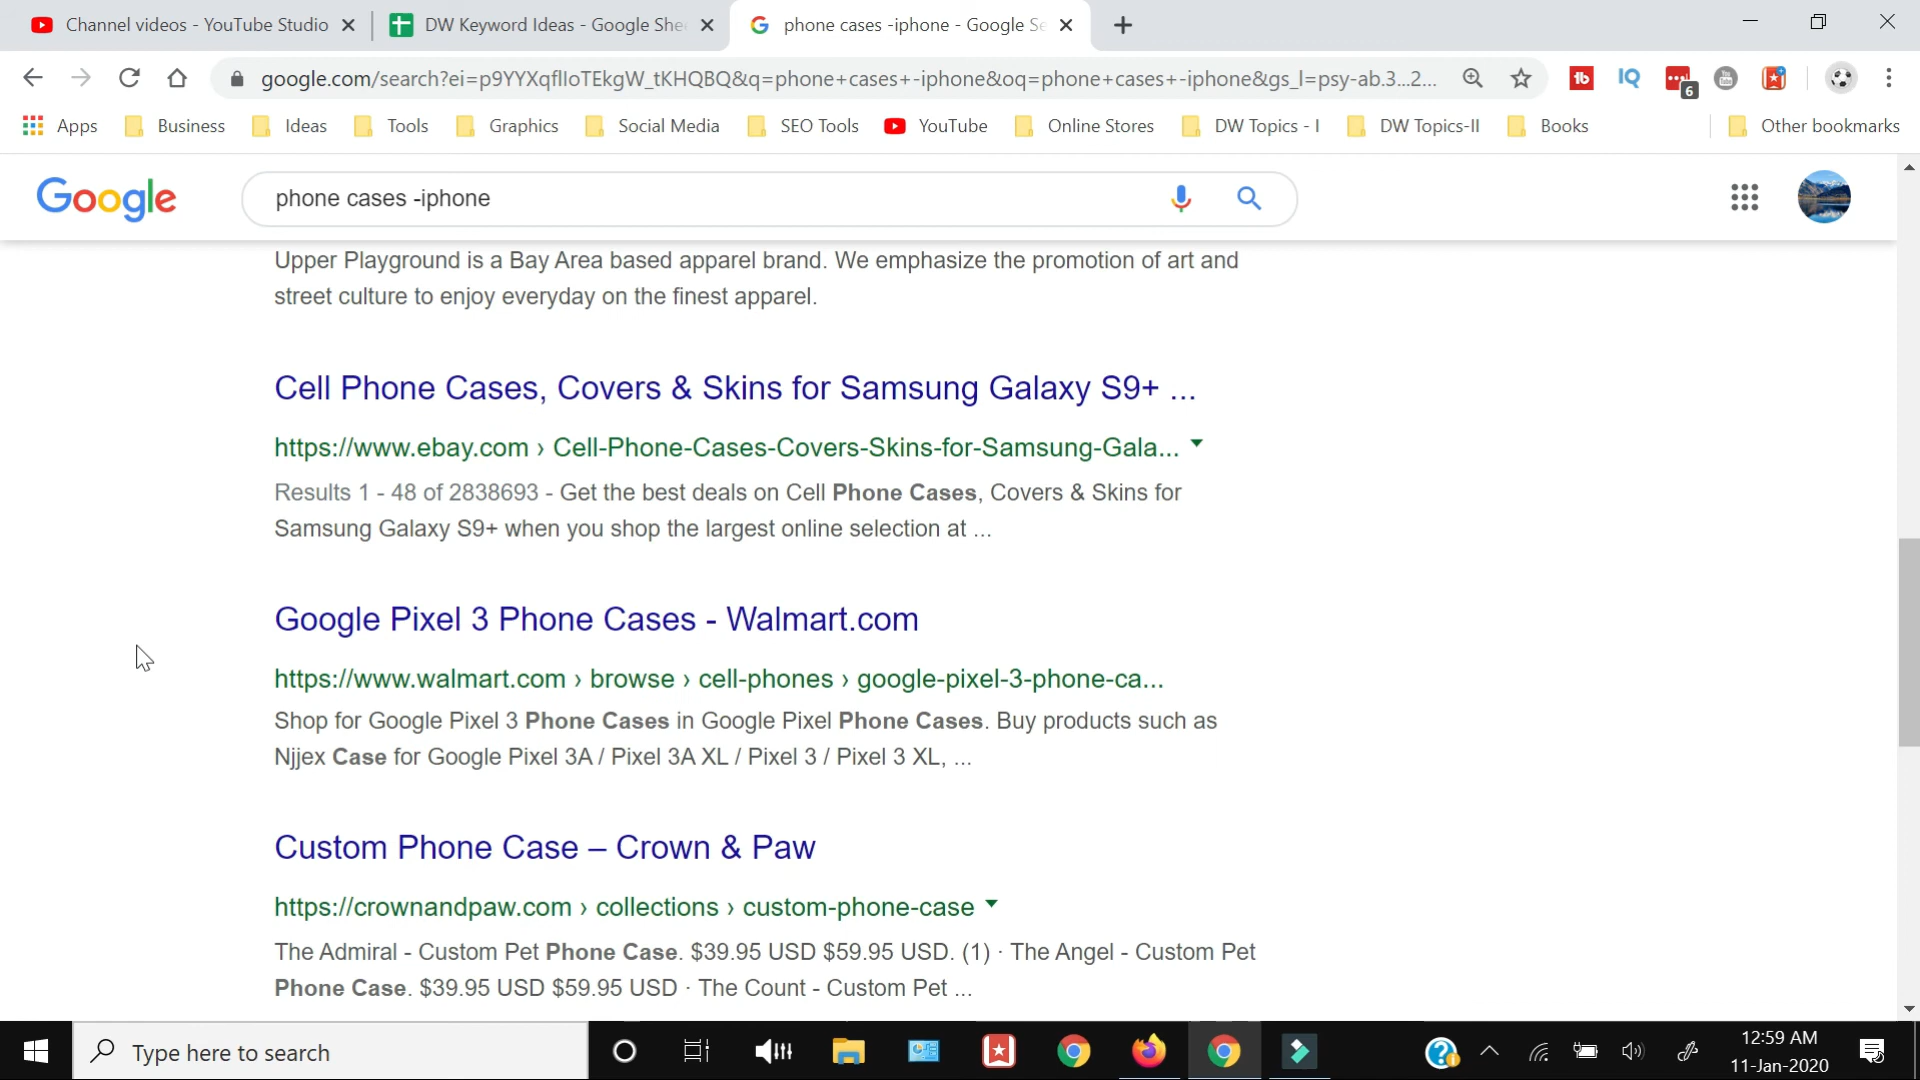 Channel videos - YouTube Studio
DW Keyword Ideas - Google She
phone cases -iphone - Google Se
google.com/search?ei=p9YYXqflIoTEkgW_tKHQBQ&q=phone+cases+-iphone&oq=phone+cases+-iphone&gs_l=psy-ab.3...2...
tb
IQ
6
Apps
Business
Ideas
Tools
Graphics
Social Media
SEO Tools
YouTube
Online Stores
DW Topics - I
DW Topics-II
Books
Other bookmarks
Google
phone cases -iphone
Upper Playground is a Bay Area based apparel brand. We emphasize the promotion of art and
street culture to enjoy everyday on the finest apparel.
Cell Phone Cases, Covers & Skins for Samsung Galaxy S9+ ...
https://www.ebay.com › Cell-Phone-Cases-Covers-Skins-for-Samsung-Gala...
Results 1 - 48 of 2838693 - Get the best deals on Cell Phone Cases, Covers & Skins for
Samsung Galaxy S9+ when you shop the largest online selection at ...
Google Pixel 3 Phone Cases - Walmart.com
https://www.walmart.com › browse › cell-phones › google-pixel-3-phone-ca...
Shop for Google Pixel 3 Phone Cases in Google Pixel Phone Cases. Buy products such as
Njjex Case for Google Pixel 3A / Pixel 3A XL / Pixel 3 / Pixel 3 XL, ...
Custom Phone Case – Crown & Paw
https://crownandpaw.com › collections › custom-phone-case
The Admiral - Custom Pet Phone Case. $39.95 USD $59.95 USD. (1) · The Angel - Custom Pet
Phone Case. $39.95 USD $59.95 USD · The Count - Custom Pet ...
Type here to search
12:59 AM
11-Jan-2020